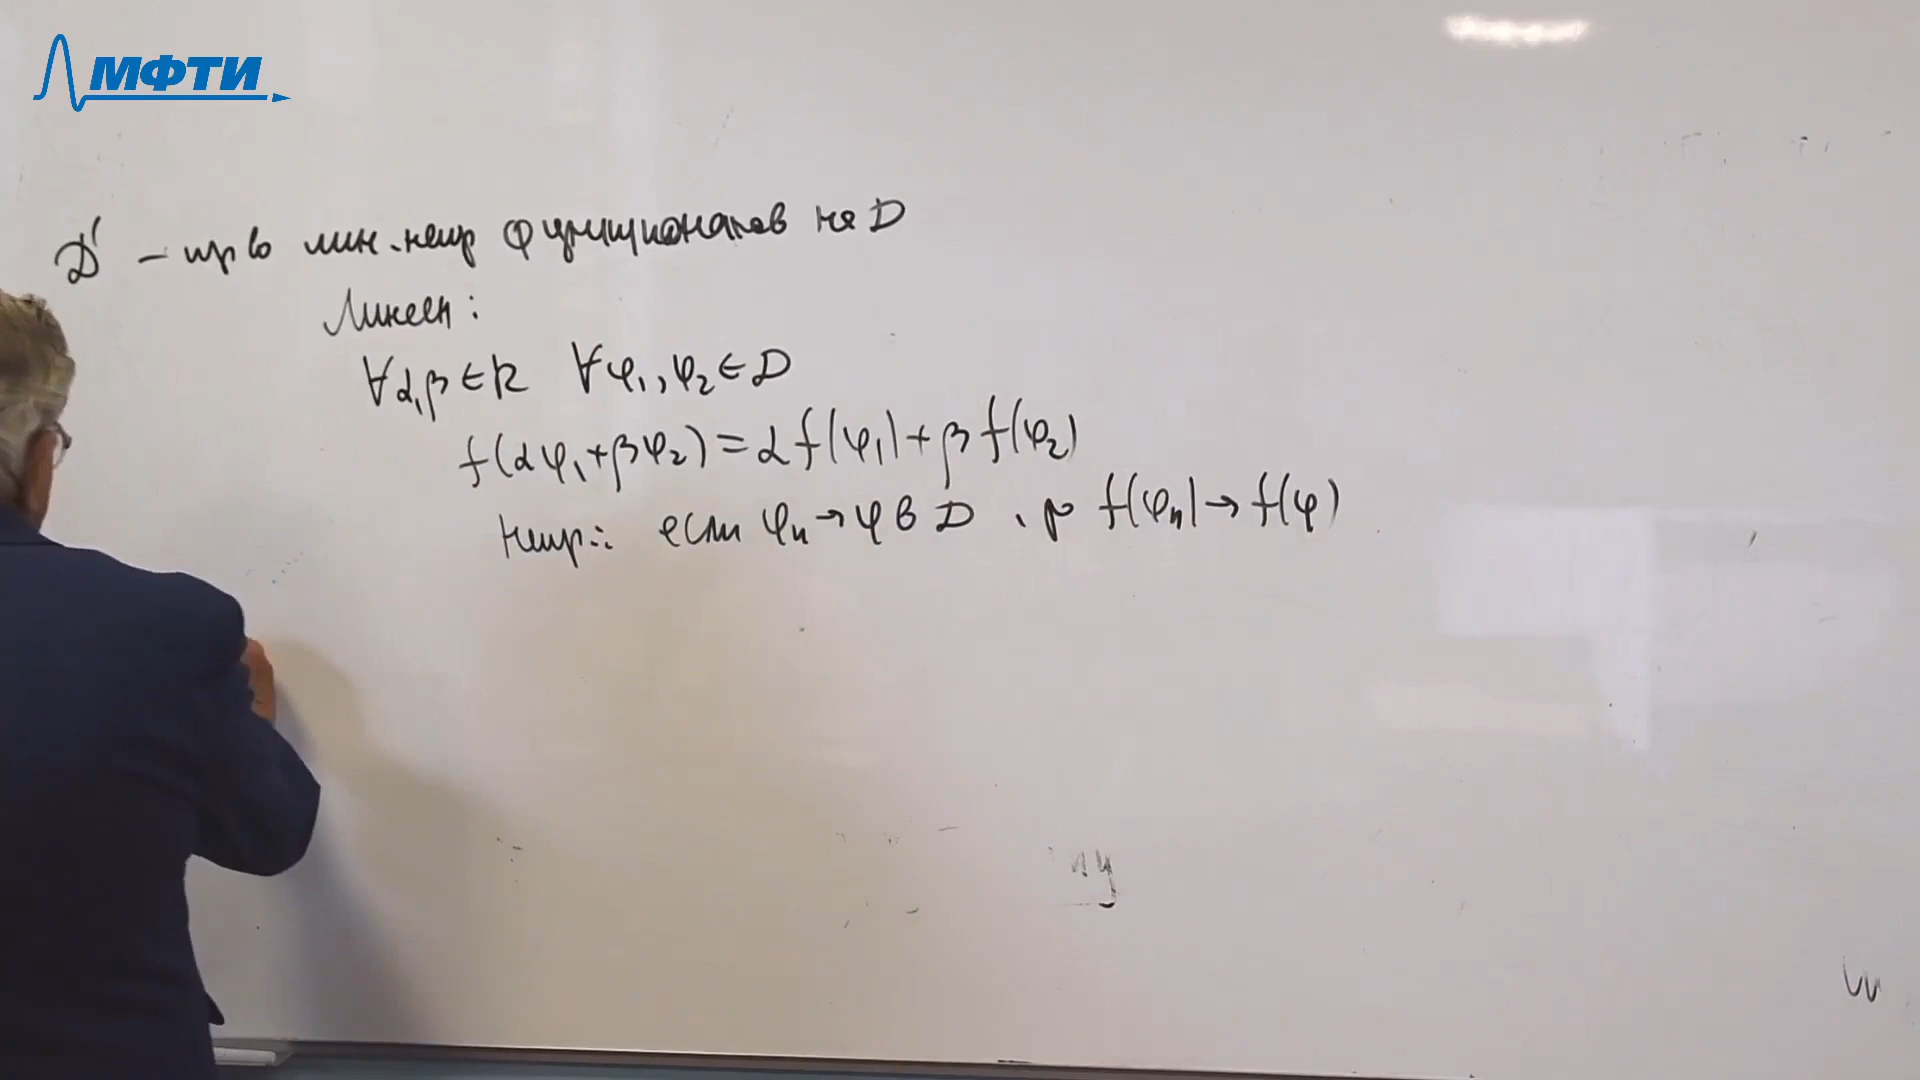 МФТИ
D' – пр во лин. непр функционалов на D
Линейн:
∀α,β∈R ∀φ₁,φ₂∈D
f(αφ₁+βφ₂)=αf(φ₁)+βf(φ₂)
Непр: если φₙ→φ в D, то f(φₙ)→f(φ)